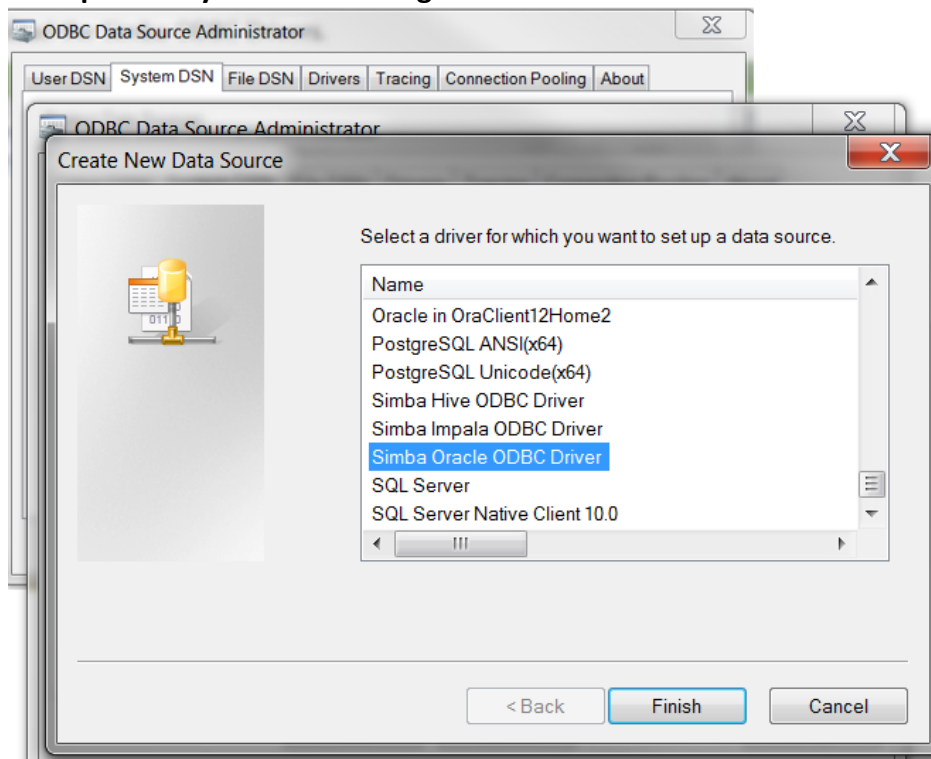 ODBC Data Source Administrator
User DSN System DSN File DSN Drivers Tracing Connection Pooling About
ODBC Data Source Administrator
Create New Data Source
Select a driver for which you want to set up a data source.
Name
Oracle in OraClient12Home2
PostgreSQL ANSI(x64)
PostgreSQL Unicode(x64)
Simba Hive ODBC Driver
Simba Impala ODBC Driver
Simba Oracle ODBC Driver
SQL Server
SQL Server Native Client 10.0
< Back Finish Cancel